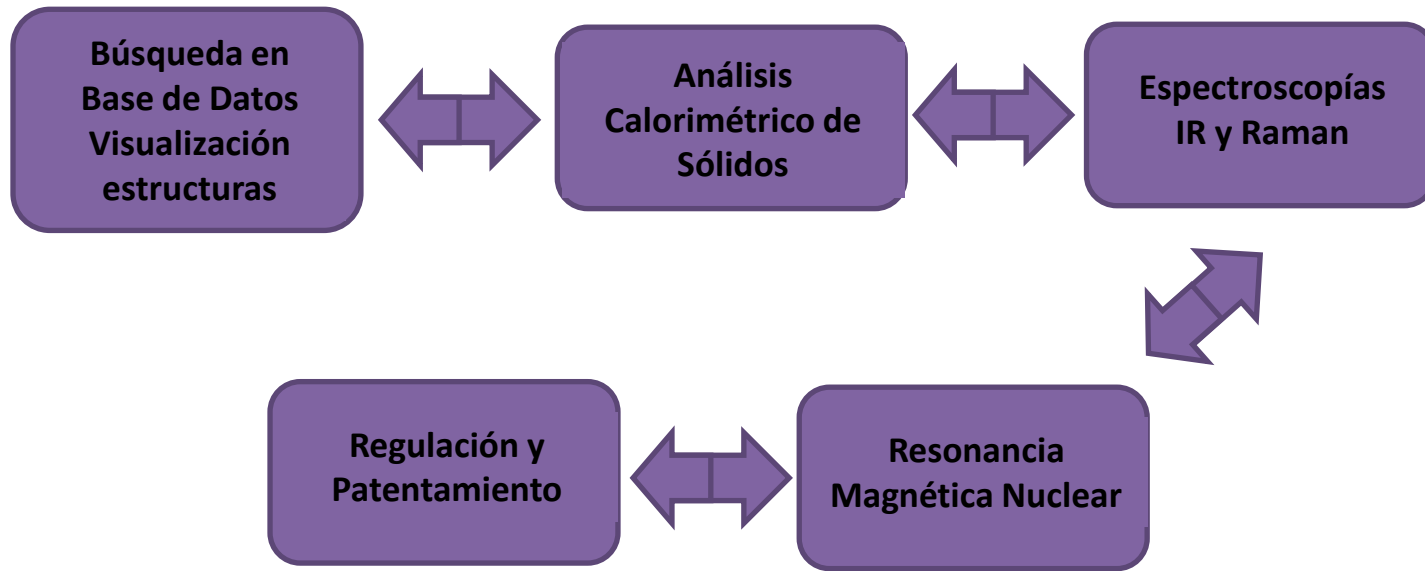 Búsqueda en
Base de Datos
Visualización
estructuras
Análisis
Calorimétrico de
Sólidos
Espectroscopías
IR y Raman
Regulación y
Patentamiento
Resonancia
Magnética Nuclear